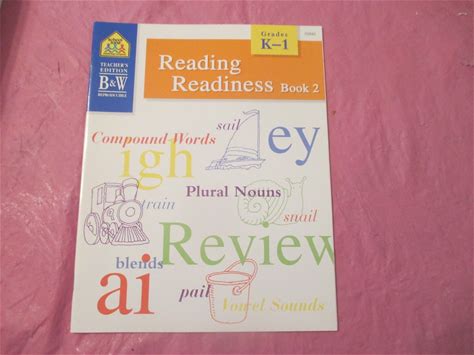 Grades
K–1
TEACHER'S
EDITION
B&W
REPRODUCIBLE
Reading
Readiness Book 2
sail
ey
Compound Words
igh
Plural Nouns
train
snail
Review
blends
ai
pail
Vowel Sounds